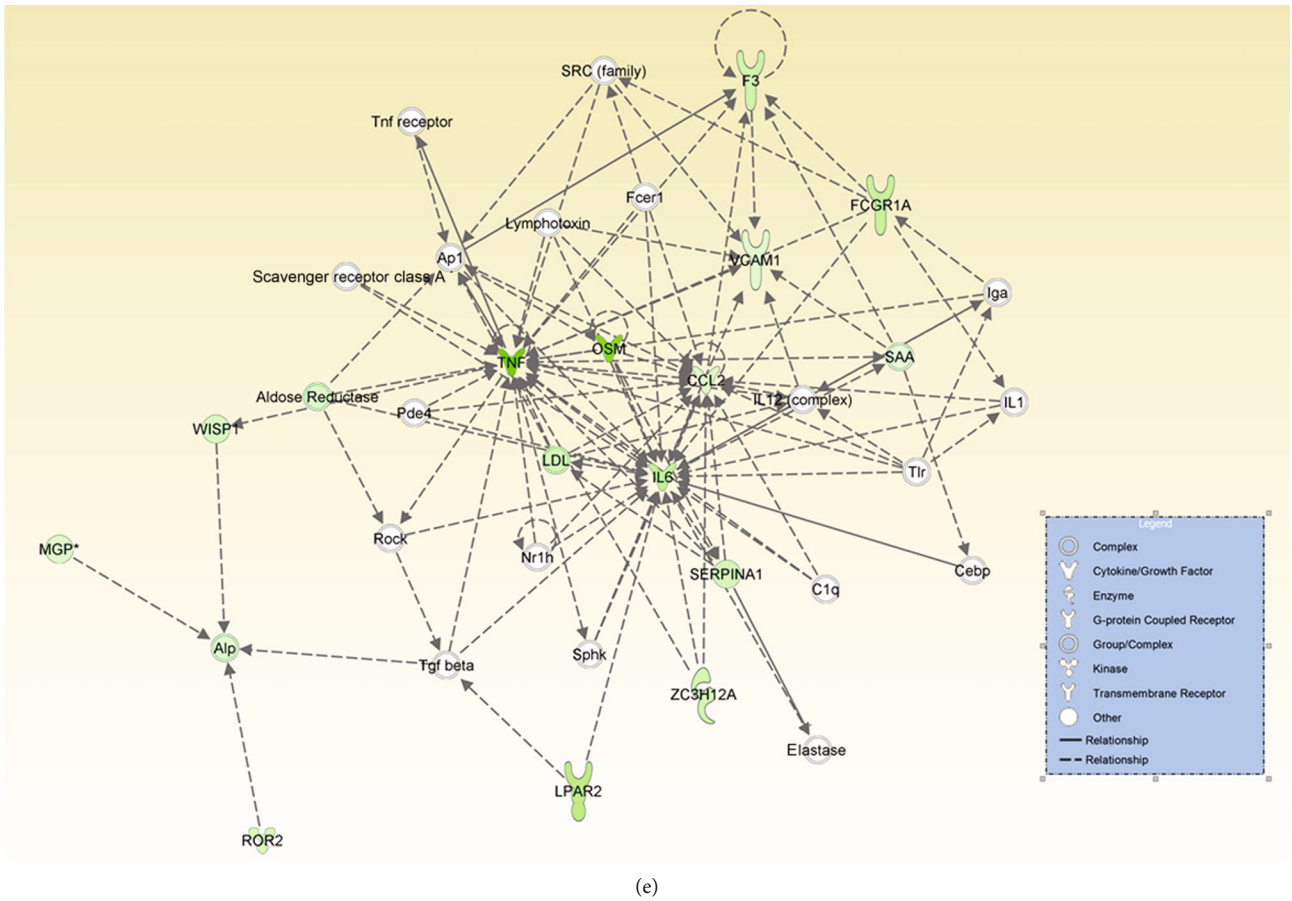 SRC (family)
F3
Tnf receptor
Fcer1
FCGR1A
Lymphotoxin
Ap1
VCAM1
Scavenger receptor class A
Iga
TNF
OSM
SAA
CCL2
Aldose Reductase
Pde4
IL12 (complex)
IL1
WISP1
LDL
IL6
Tlr
Rock
MGP*
Nr1h
SERPINA1
C1q
Cebp
Alp
Tgf beta
Sphk
ZC3H12A
Elastase
LPAR2
ROR2
Legend
Complex
Cytokine/Growth Factor
Enzyme
G-protein Coupled Receptor
Group/Complex
Kinase
Transmembrane Receptor
Other
Relationship
Relationship
(e)